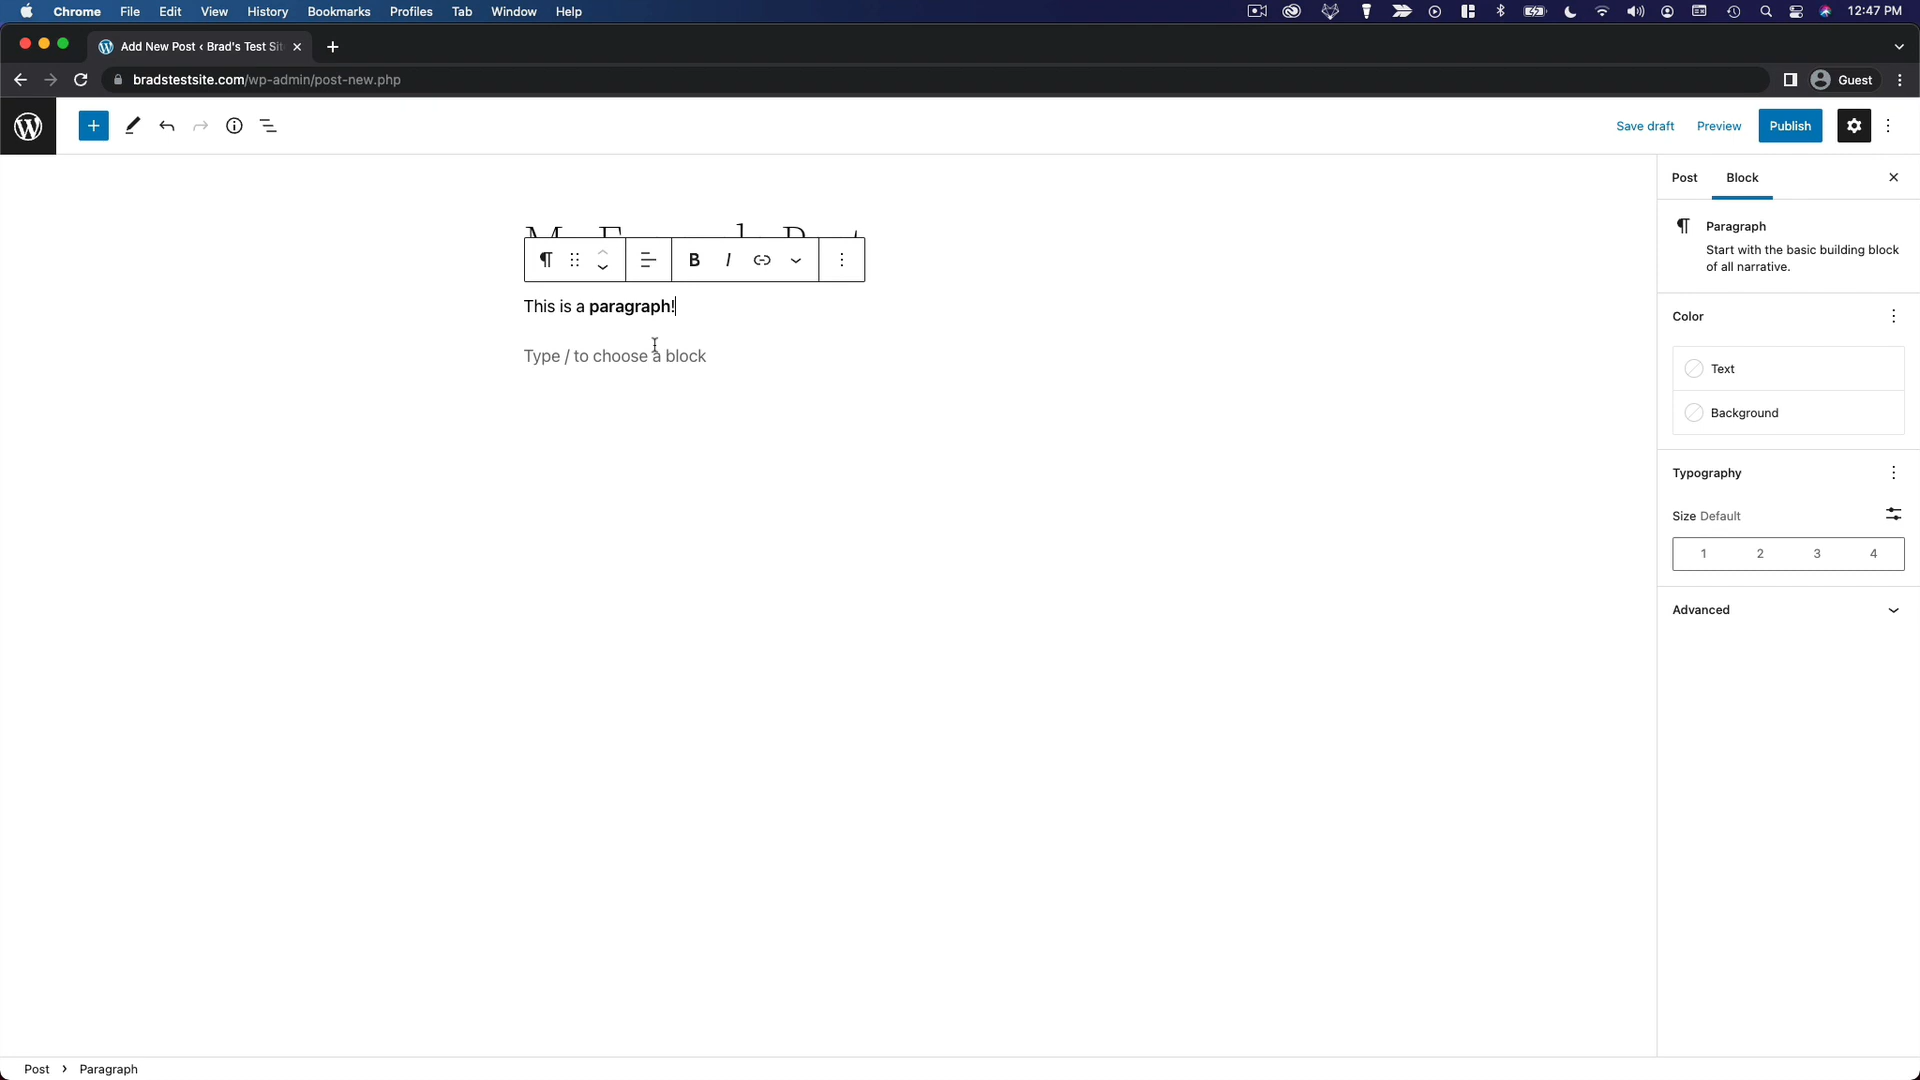 Chrome File Edit View History Bookmarks Profiles Tab Window Help 12:47 PM
Add New Post ‹ Brad's Test Sit
bradstestsite.com/wp-admin/post-new.php Guest
Save draft Preview Publish
Post Block
Paragraph
Start with the basic building block
of all narrative.
This is a paragraph!
Type / to choose a block
Color
Text
Background
Typography
Size Default
1 2 3 4
Advanced
Post › Paragraph